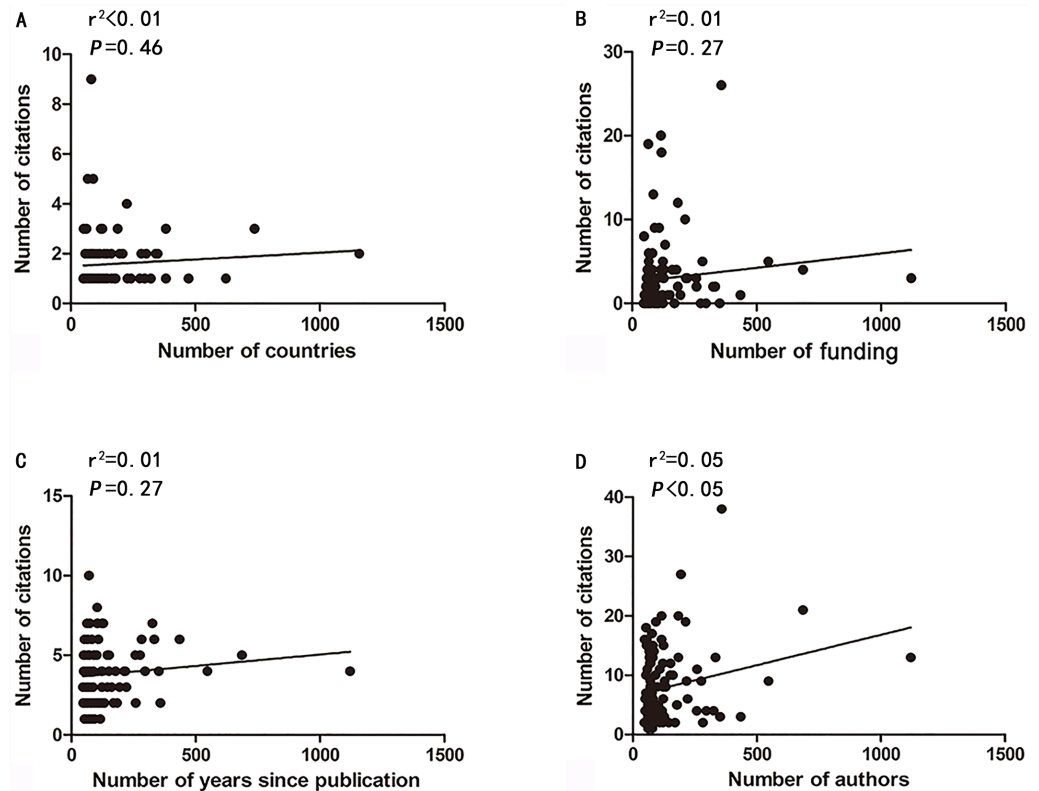 A
r²<0.01
P=0.46
10
8
6
4
2
0
Number of citations
0 500 1000 1500
Number of countries
B
r²=0.01
P=0.27
30
20
10
0
Number of citations
0 500 1000 1500
Number of funding
C
r²=0.01
P=0.27
15
10
5
0
Number of citations
0 500 1000 1500
Number of years since publication
D
r²=0.05
P<0.05
40
30
20
10
0
Number of citations
0 500 1000 1500
Number of authors